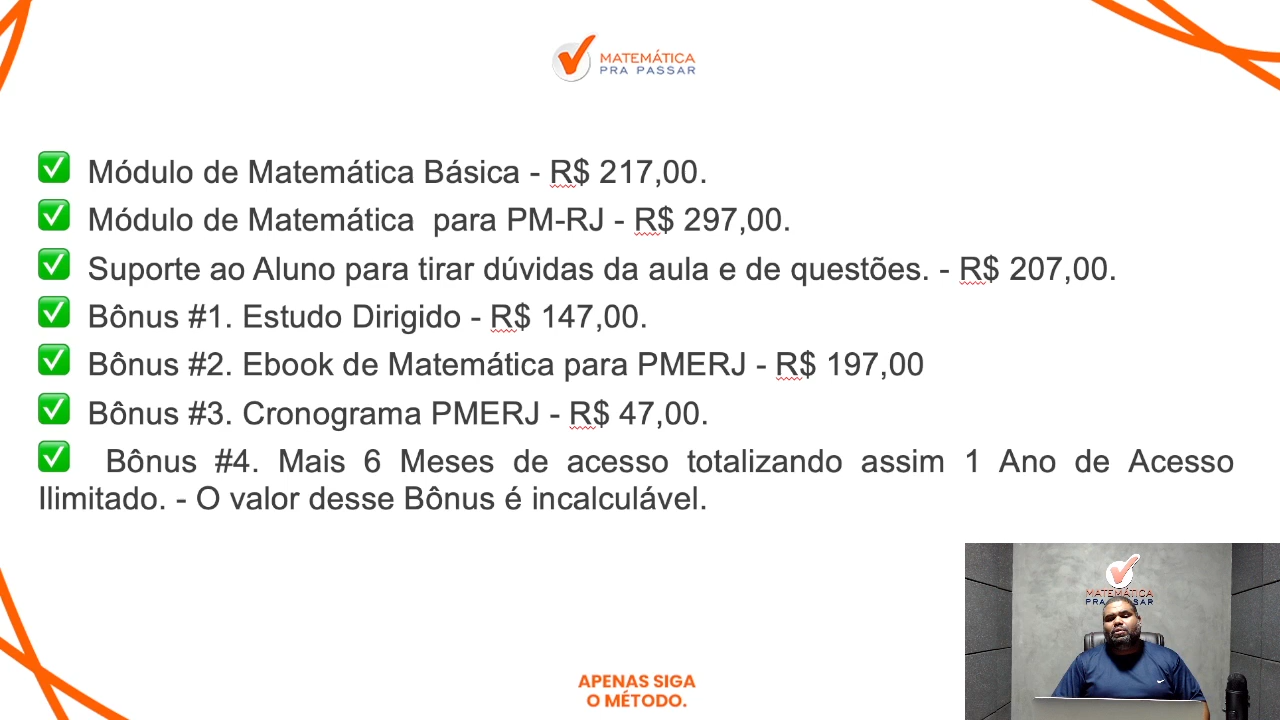 MATEMÁTICA
PRA PASSAR
✅ Módulo de Matemática Básica - R$ 217,00.
✅ Módulo de Matemática  para PM-RJ - R$ 297,00.
✅ Suporte ao Aluno para tirar dúvidas da aula e de questões. - R$ 207,00.
✅ Bônus #1. Estudo Dirigido - R$ 147,00.
✅ Bônus #2. Ebook de Matemática para PMERJ - R$ 197,00
✅ Bônus #3. Cronograma PMERJ - R$ 47,00.
✅ Bônus #4. Mais 6 Meses de acesso totalizando assim 1 Ano de Acesso
Ilimitado. - O valor desse Bônus é incalculável.
MATEMÁTICA
PRA PASSAR
APENAS SIGA
O MÉTODO.